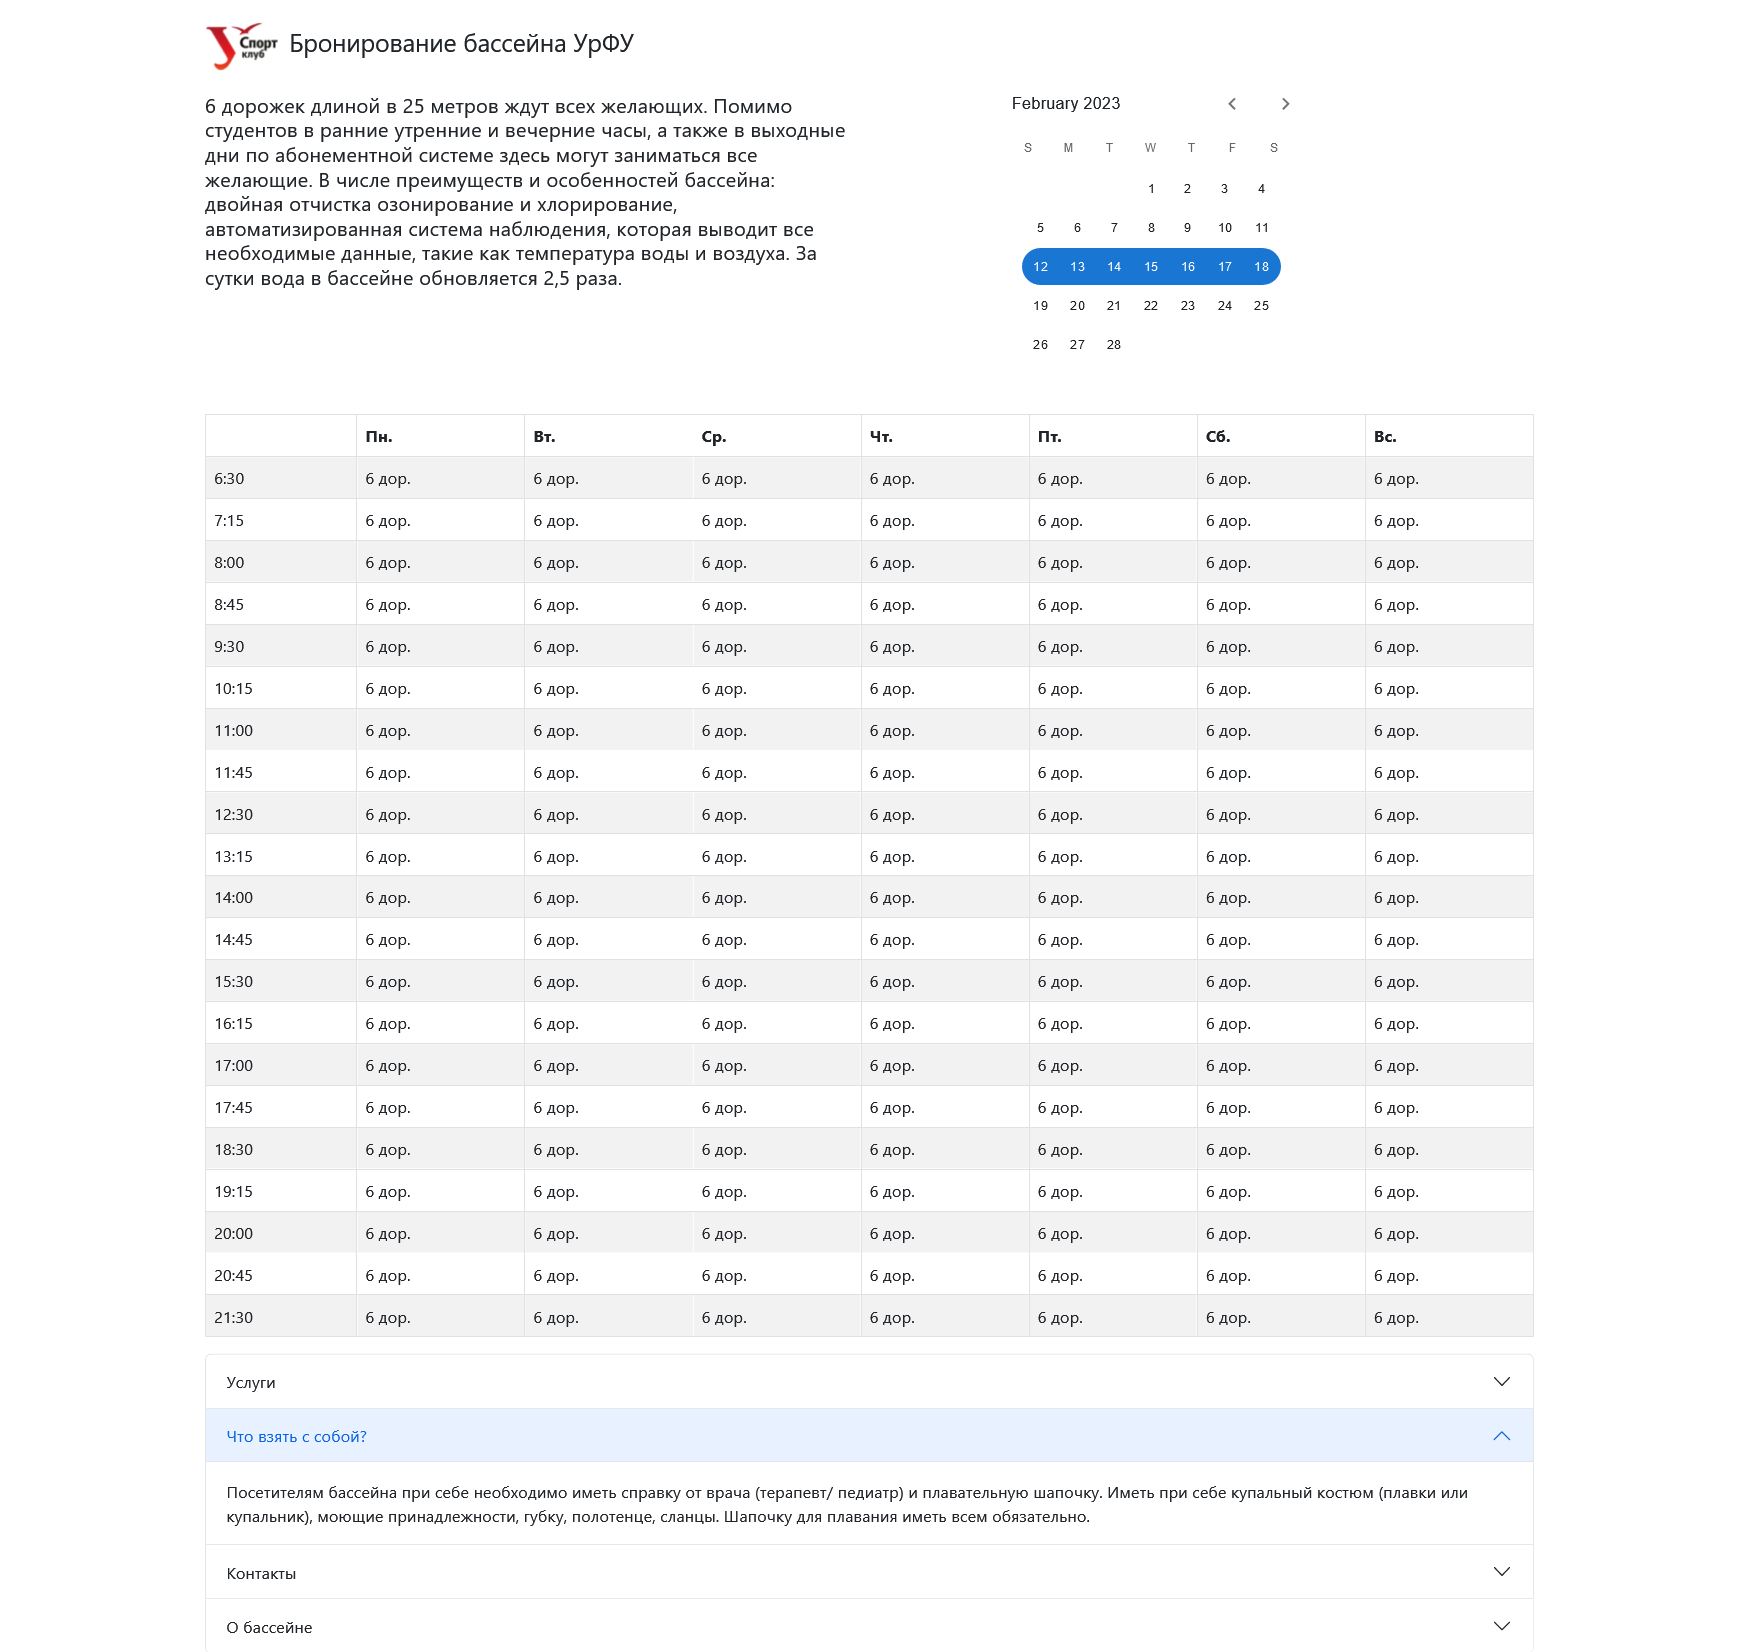 Спорт
клуб
Бронирование бассейна УрФУ
6 дорожек длиной в 25 метров ждут всех желающих. Помимо
студентов в ранние утренние и вечерние часы, а также в выходные
дни по абонементной системе здесь могут заниматься все
желающие. В числе преимуществ и особенностей бассейна:
двойная отчистка озонирование и хлорирование,
автоматизированная система наблюдения, которая выводит все
необходимые данные, такие как температура воды и воздуха. За
сутки вода в бассейне обновляется 2,5 раза.
February 2023
S M T W T F S
1 2 3 4
5 6 7 8 9 10 11
12 13 14 15 16 17 18
19 20 21 22 23 24 25
26 27 28
Пн. Вт. Ср. Чт. Пт. Сб. Вс.
6:30 6 дор. 6 дор. 6 дор. 6 дор. 6 дор. 6 дор. 6 дор.
7:15 6 дор. 6 дор. 6 дор. 6 дор. 6 дор. 6 дор. 6 дор.
8:00 6 дор. 6 дор. 6 дор. 6 дор. 6 дор. 6 дор. 6 дор.
8:45 6 дор. 6 дор. 6 дор. 6 дор. 6 дор. 6 дор. 6 дор.
9:30 6 дор. 6 дор. 6 дор. 6 дор. 6 дор. 6 дор. 6 дор.
10:15 6 дор. 6 дор. 6 дор. 6 дор. 6 дор. 6 дор. 6 дор.
11:00 6 дор. 6 дор. 6 дор. 6 дор. 6 дор. 6 дор. 6 дор.
11:45 6 дор. 6 дор. 6 дор. 6 дор. 6 дор. 6 дор. 6 дор.
12:30 6 дор. 6 дор. 6 дор. 6 дор. 6 дор. 6 дор. 6 дор.
13:15 6 дор. 6 дор. 6 дор. 6 дор. 6 дор. 6 дор. 6 дор.
14:00 6 дор. 6 дор. 6 дор. 6 дор. 6 дор. 6 дор. 6 дор.
14:45 6 дор. 6 дор. 6 дор. 6 дор. 6 дор. 6 дор. 6 дор.
15:30 6 дор. 6 дор. 6 дор. 6 дор. 6 дор. 6 дор. 6 дор.
16:15 6 дор. 6 дор. 6 дор. 6 дор. 6 дор. 6 дор. 6 дор.
17:00 6 дор. 6 дор. 6 дор. 6 дор. 6 дор. 6 дор. 6 дор.
17:45 6 дор. 6 дор. 6 дор. 6 дор. 6 дор. 6 дор. 6 дор.
18:30 6 дор. 6 дор. 6 дор. 6 дор. 6 дор. 6 дор. 6 дор.
19:15 6 дор. 6 дор. 6 дор. 6 дор. 6 дор. 6 дор. 6 дор.
20:00 6 дор. 6 дор. 6 дор. 6 дор. 6 дор. 6 дор. 6 дор.
20:45 6 дор. 6 дор. 6 дор. 6 дор. 6 дор. 6 дор. 6 дор.
21:30 6 дор. 6 дор. 6 дор. 6 дор. 6 дор. 6 дор. 6 дор.
Услуги
Что взять с собой?
Посетителям бассейна при себе необходимо иметь справку от врача (терапевт/ педиатр) и плавательную шапочку. Иметь при себе купальный костюм (плавки или
купальник), моющие принадлежности, губку, полотенце, сланцы. Шапочку для плавания иметь всем обязательно.
Контакты
О бассейне